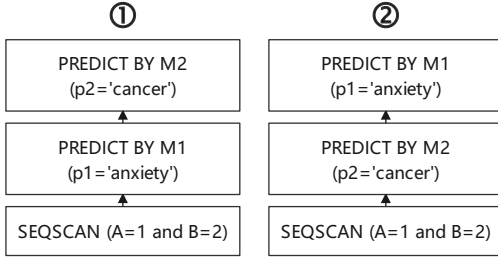 ①
PREDICT BY M2
(p2='cancer')
PREDICT BY M1
(p1='anxiety')
SEQSCAN (A=1 and B=2)
②
PREDICT BY M1
(p1='anxiety')
PREDICT BY M2
(p2='cancer')
SEQSCAN (A=1 and B=2)